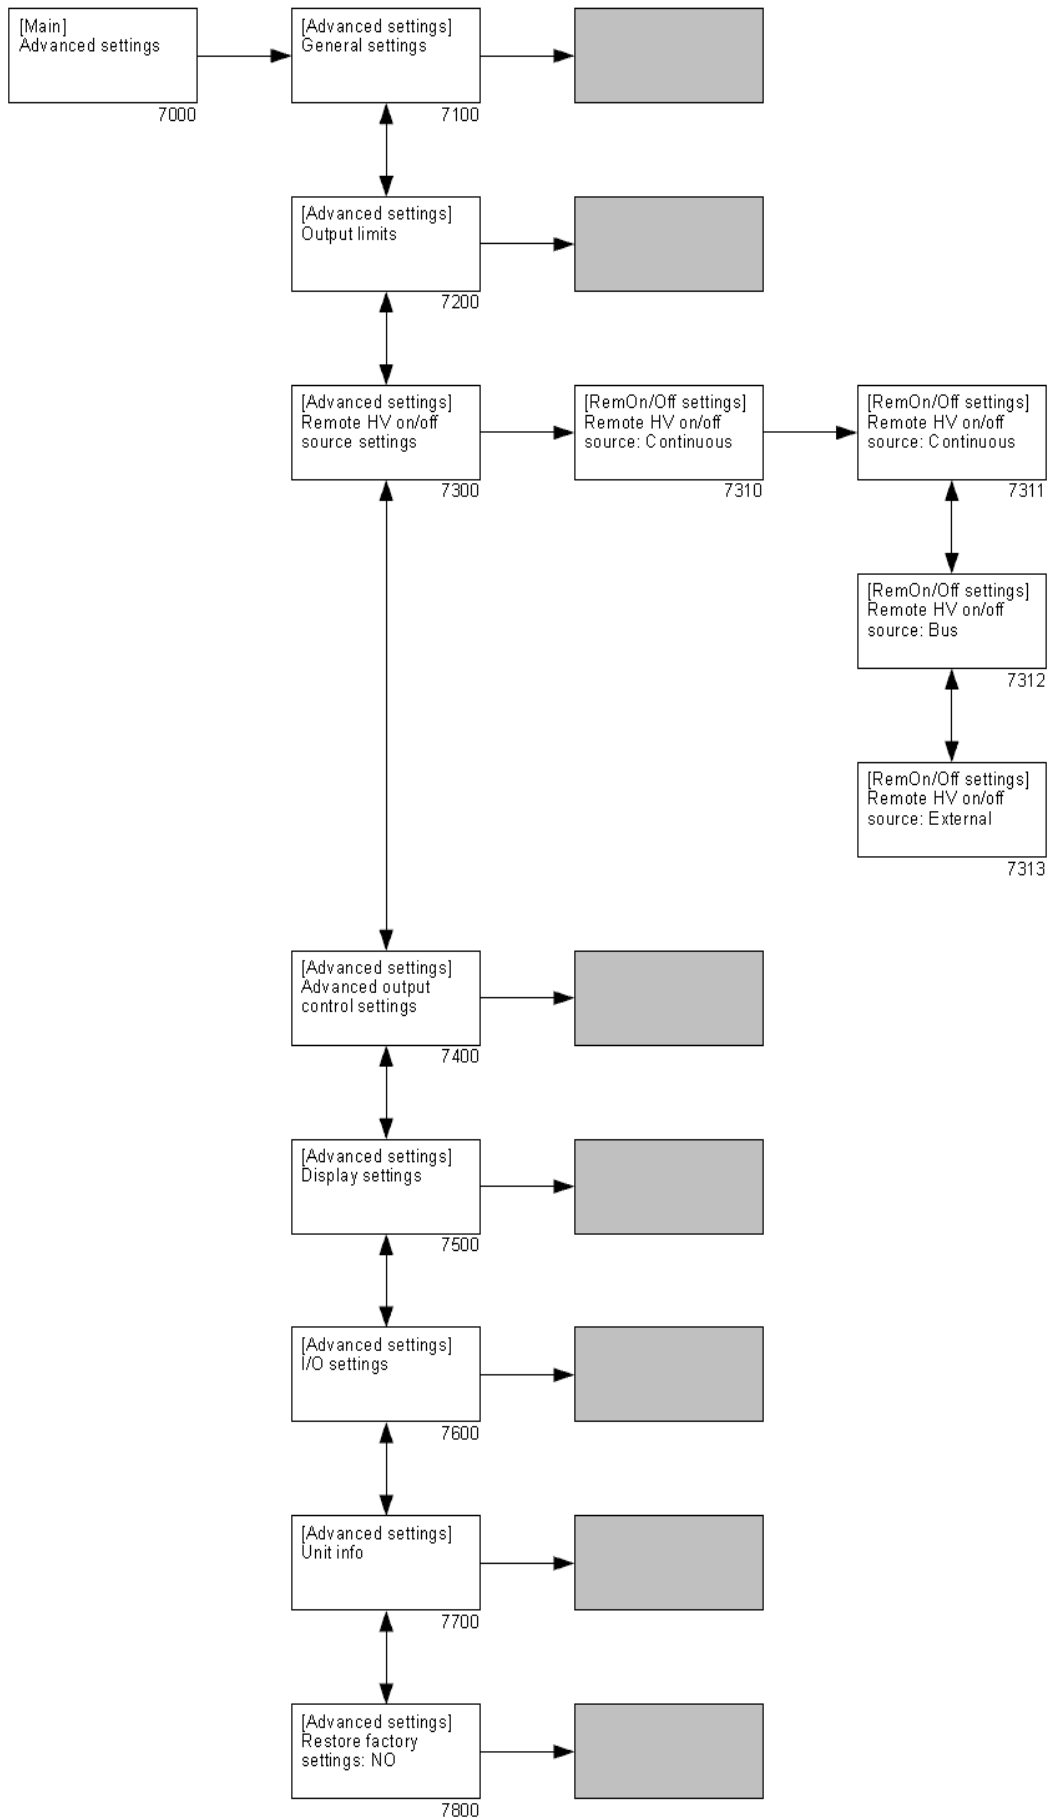 [Main]
Advanced settings
7000
[Advanced settings]
General settings
7100
[Advanced settings]
Output limits
7200
[Advanced settings]
Remote HV on/off
source settings
7300
[RemOn/Off settings]
Remote HV on/off
source: Continuous
7310
[RemOn/Off settings]
Remote HV on/off
source: Continuous
7311
[RemOn/Off settings]
Remote HV on/off
source: Bus
7312
[RemOn/Off settings]
Remote HV on/off
source: External
7313
[Advanced settings]
Advanced output
control settings
7400
[Advanced settings]
Display settings
7500
[Advanced settings]
I/O settings
7600
[Advanced settings]
Unit info
7700
[Advanced settings]
Restore factory
settings: NO
7800